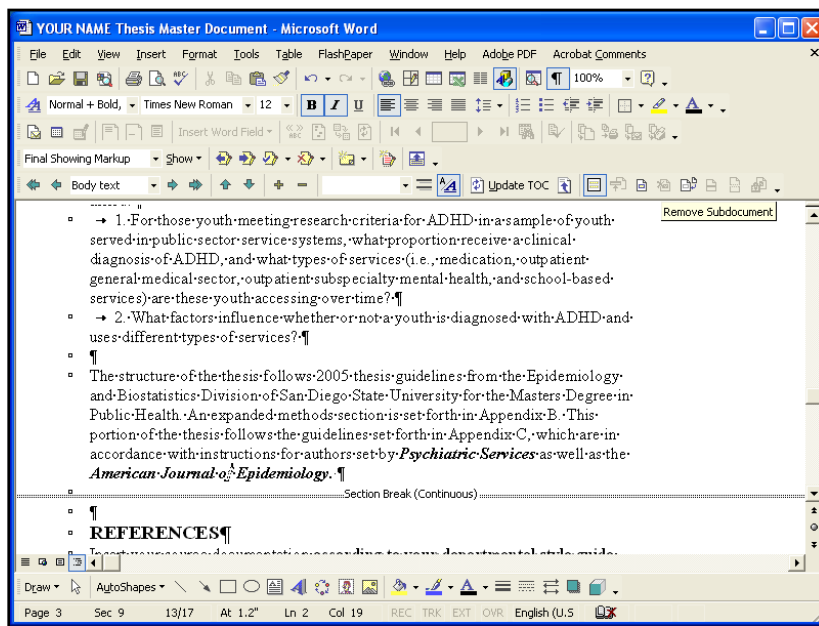 YOUR NAME Thesis Master Document - Microsoft Word
File Edit View Insert Format Tools Table FlashPaper Window Help Adobe PDF Acrobat Comments
100%
Normal + Bold, Times New Roman 12 B I U
Insert Word Field
Final Showing Markup Show
Body text Update TOC
Remove Subdocument
1. For those youth meeting research criteria for ADHD in a sample of youth
served in public sector service systems, what proportion receive a clinical
diagnosis of ADHD, and what types of services (i.e., medication, outpatient
general medical sector, outpatient subspecialty mental health, and school-based
services) are these youth accessing over time? ¶
2. What factors influence whether or not a youth is diagnosed with ADHD and
uses different types of services? ¶
¶
The structure of the thesis follows 2005 thesis guidelines from the Epidemiology
and Biostatistics Division of San Diego State University for the Masters Degree in
Public Health. An expanded methods section is set forth in Appendix B. This
portion of the thesis follows the guidelines set forth in Appendix C, which are in
accordance with instructions for authors set by Psychiatric Services as well as the
American Journal of Epidemiology. ¶
Section Break (Continuous)
¶
REFERENCES¶
Insert your source documentation according to your departmental style guide
Draw AutoShapes
Page 3 Sec 9 13/17 At 1.2" Ln 2 Col 19 REC TRK EXT OVR English (U.S